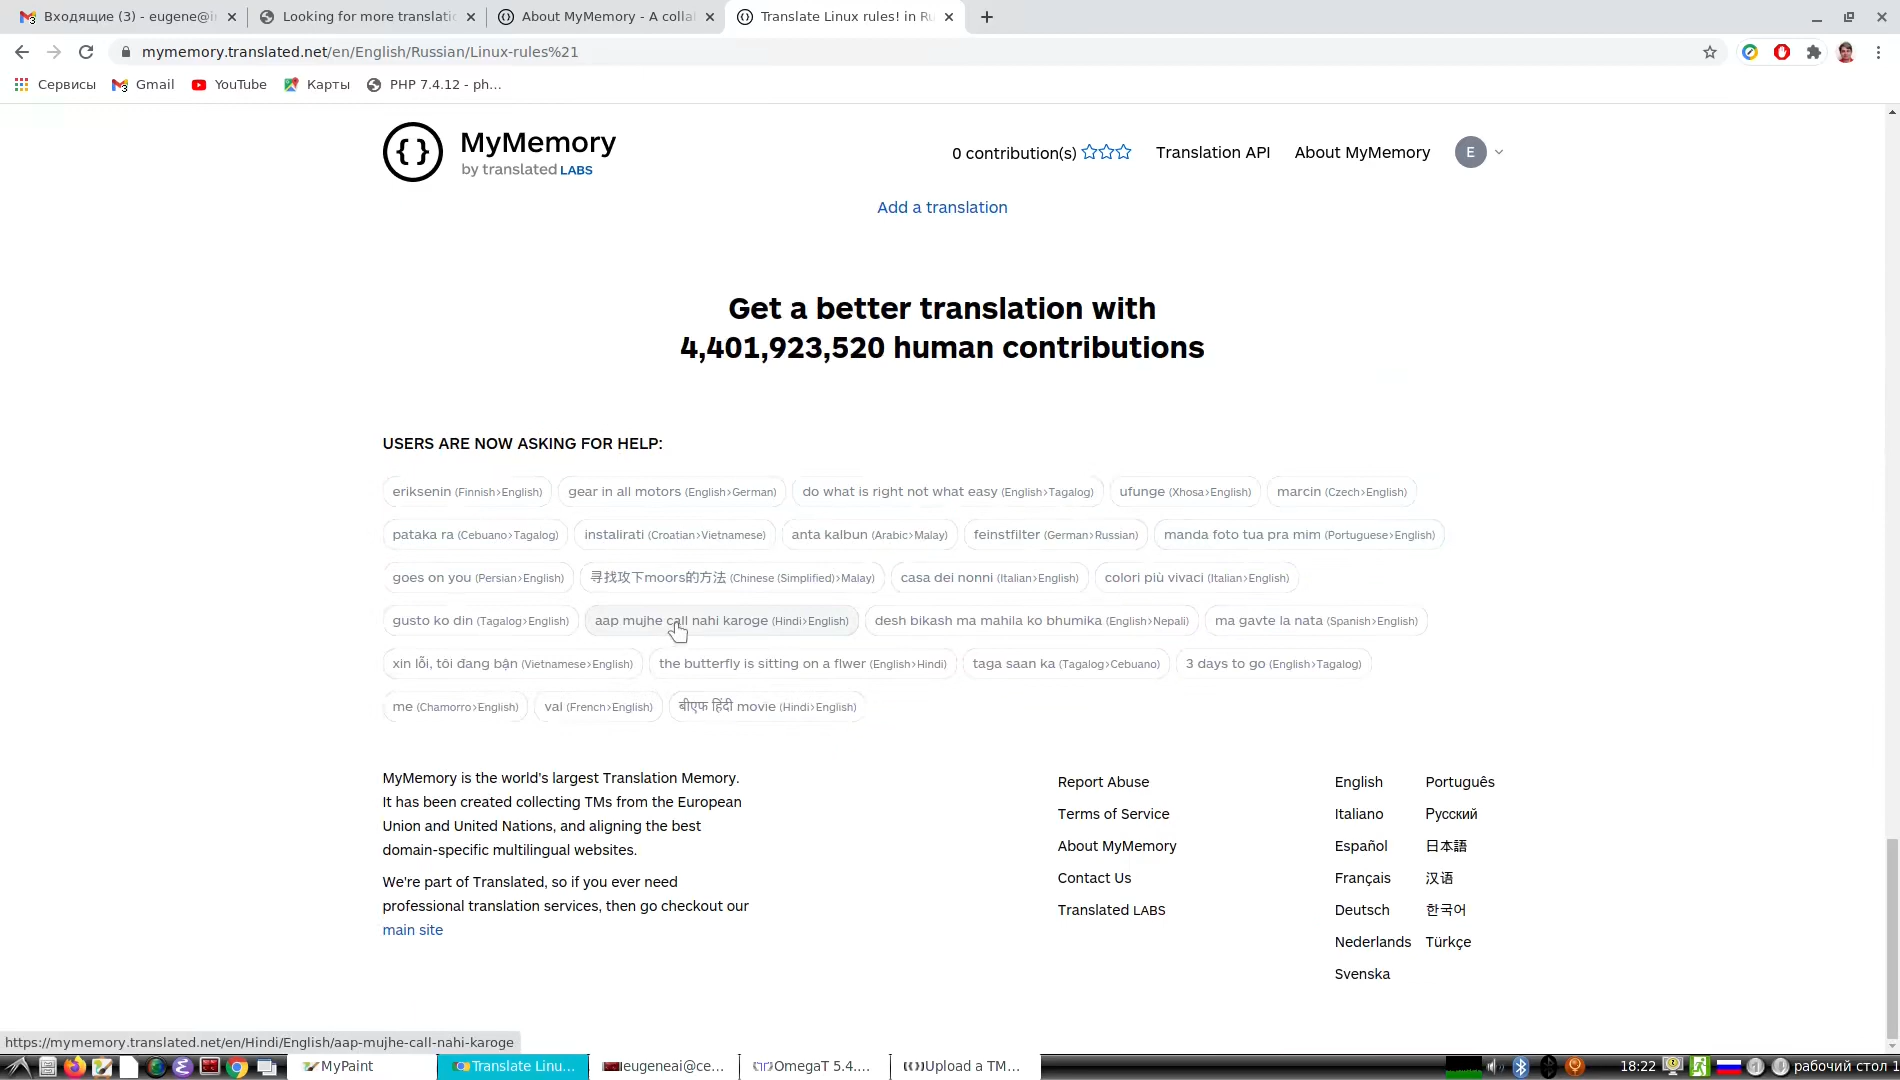 Входящие (3) - eugene@i
Looking for more translati
About MyMemory - A colla
Translate Linux rules! in Ru
mymemory.translated.net/en/English/Russian/Linux-rules%21
Сервисы
Gmail
YouTube
Карты
PHP 7.4.12 - ph...
MyMemory
by translated LABS
0 contribution(s)
Translation API
About MyMemory
E
Add a translation
Get a better translation with
4,401,923,520 human contributions
USERS ARE NOW ASKING FOR HELP:
eriksenin (Finnish>English) gear in all motors (English>German) do what is right not what easy (English>Tagalog) ufunge (Xhosa>English) marcin (Czech>English)
pataka ra (Cebuano>Tagalog) instalirati (Croatian>Vietnamese) anta kalbun (Arabic>Malay) feinstfilter (German>Russian) manda foto tua pra mim (Portuguese>English)
goes on you (Persian>English) 寻找攻下moors的方法 (Chinese (Simplified)>Malay) casa dei nonni (Italian>English) colori più vivaci (Italian>English)
gusto ko din (Tagalog>English) aap mujhe call nahi karoge (Hindi>English) desh bikash ma mahila ko bhumika (English>Nepali) ma gavte la nata (Spanish>English)
xin lỗi, tôi đang bận (Vietnamese>English) the butterfly is sitting on a flwer (English>Hindi) taga saan ka (Tagalog>Cebuano) 3 days to go (English>Tagalog)
me (Chamorro>English) val (French>English) बीएफ हिंदी movie (Hindi>English)
MyMemory is the world's largest Translation Memory.
It has been created collecting TMs from the European
Union and United Nations, and aligning the best
domain-specific multilingual websites.
We're part of Translated, so if you ever need
professional translation services, then go checkout our
main site
Report Abuse
Terms of Service
About MyMemory
Contact Us
Translated LABS
English
Italiano
Español
Français
Deutsch
Nederlands
Svenska
Português
Русский
日本語
汉语
한국어
Türkçe
https://mymemory.translated.net/en/Hindi/English/aap-mujhe-call-nahi-karoge
MyPaint
Translate Linu...
eugeneai@ce...
OmegaT 5.4....
Upload a TM...
18:22
рабочий стол 1